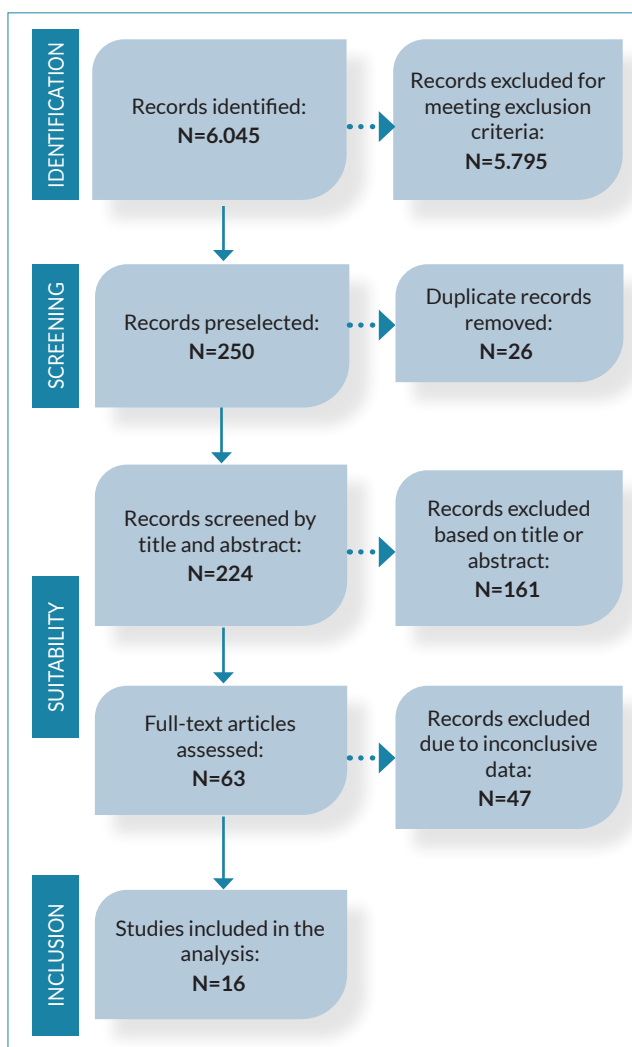 IDENTIFICATION
Records identified:
N=6.045
Records excluded for
meeting exclusion
criteria:
N=5.795
SCREENING
Records preselected:
N=250
Duplicate records
removed:
N=26
SUITABILITY
Records screened by
title and abstract:
N=224
Records excluded
based on title or
abstract:
N=161
Full-text articles
assessed:
N=63
Records excluded
due to inconclusive
data:
N=47
INCLUSION
Studies included in the
analysis:
N=16